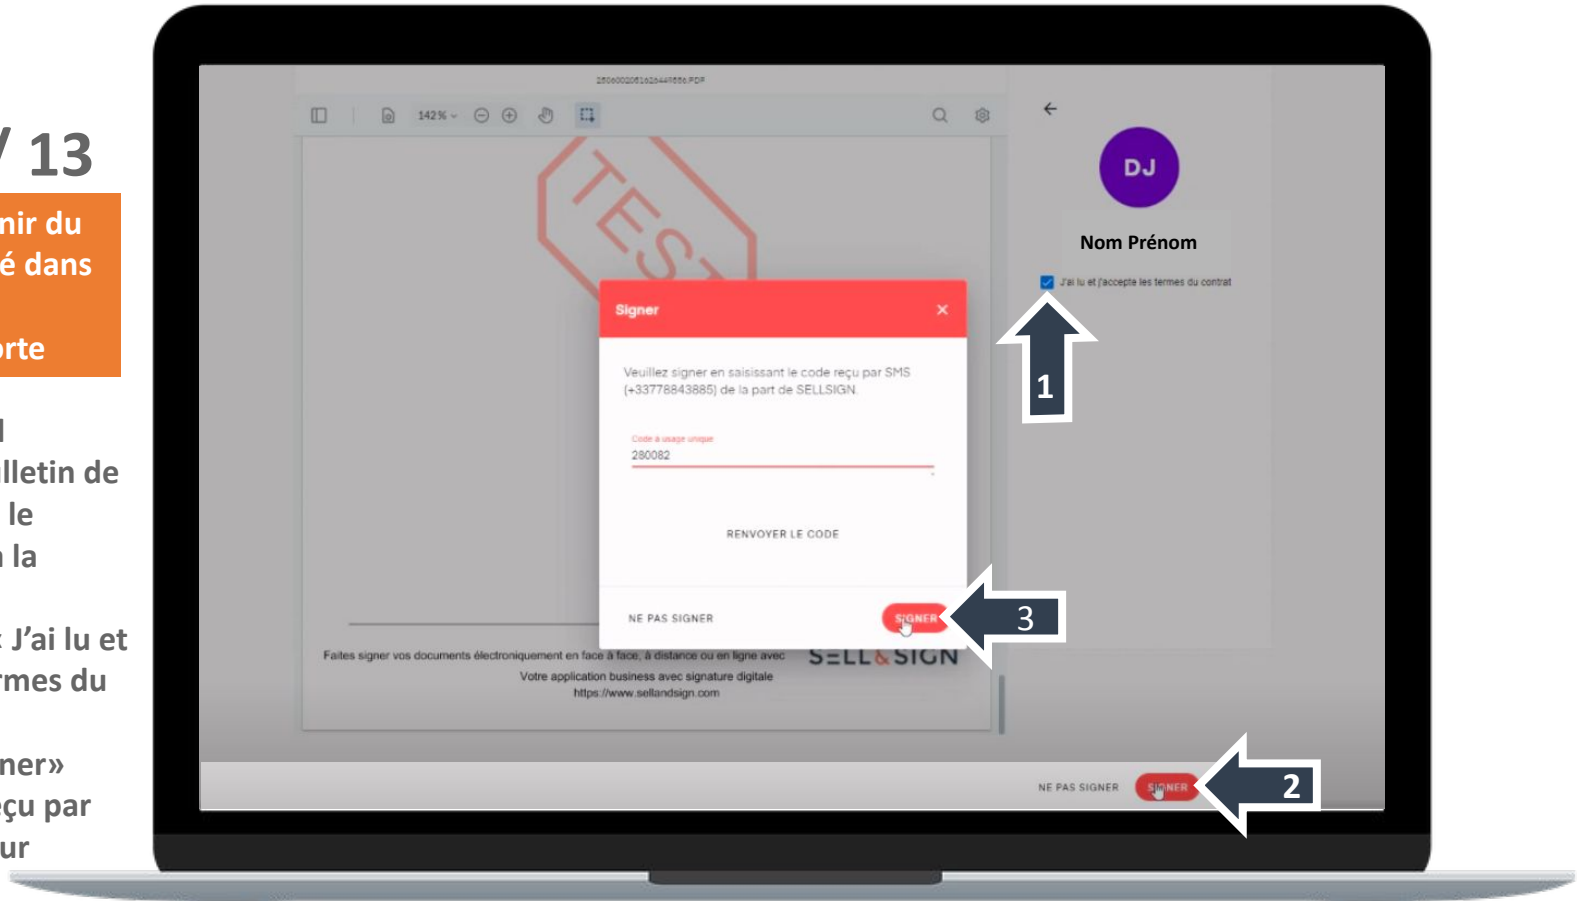 / 13
nir du
é dans
orte
l
lletin de
le
la
« J’ai lu et
rmes du
ner»
eçu par
ur
2506002051626449556.PDF
142%
TEST
DJ
Nom Prénom
J'ai lu et j'accepte les termes du contrat
1
Signer
Veuillez signer en saisissant le code reçu par SMS
(+33778843885) de la part de SELLSIGN.
Code à usage unique
280082
RENVOYER LE CODE
NE PAS SIGNER
SIGNER
3
Faites signer vos documents électroniquement en face à face, à distance ou en ligne avec
SELL&SIGN
Votre application business avec signature digitale
https://www.sellandsign.com
NE PAS SIGNER
SIGNER
2